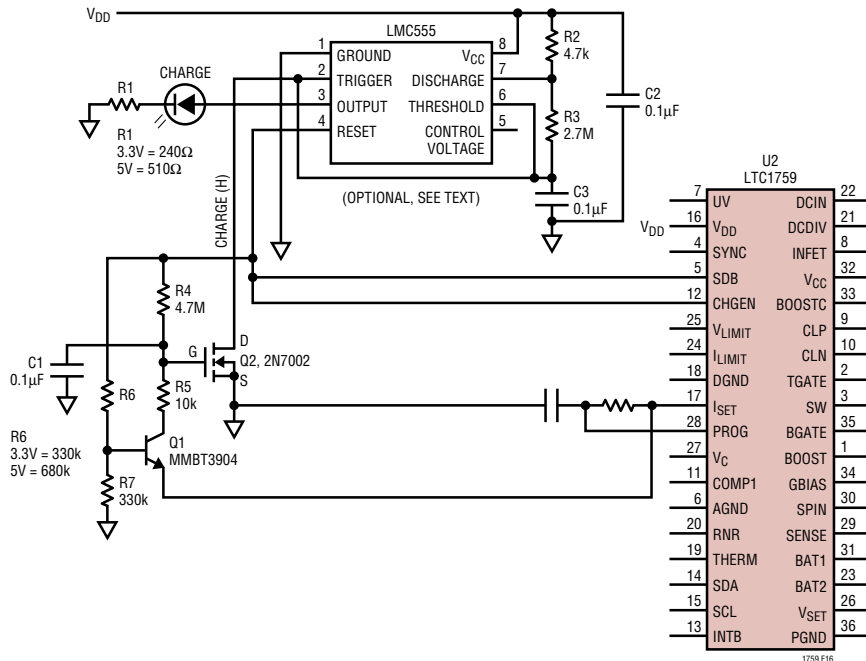 VDD
LMC555
1 GROUND
2 TRIGGER
3 OUTPUT
4 RESET
VCC 8
DISCHARGE 7
THRESHOLD 6
CONTROL VOLTAGE 5
(OPTIONAL, SEE TEXT)
R1
CHARGE
R1
3.3V = 240Ω
5V = 510Ω
R2
4.7k
R3
2.7M
C2
0.1µF
C3
0.1µF
CHARGE (H)
R4
4.7M
C1
0.1µF
G
D
S
Q2, 2N7002
R5
10k
R6
R6
3.3V = 330k
5V = 680k
Q1
MMBT3904
R7
330k
U2
LTC1759
VDD
7 UV
16 VDD
4 SYNC
5 SDB
12 CHGEN
25 VLIMIT
24 ILIMIT
18 DGND
17 ISET
28 PROG
27 VC
11 COMP1
6 AGND
20 RNR
19 THERM
14 SDA
15 SCL
13 INTB
DCIN 22
DCDIV 21
INFET 8
VCC 32
BOOSTC 33
CLP 9
CLN 10
TGATE 2
SW 3
BGATE 35
BOOST 1
GBIAS 34
SPIN 30
SENSE 29
BAT1 31
BAT2 23
VSET 26
PGND 36
1759 F16